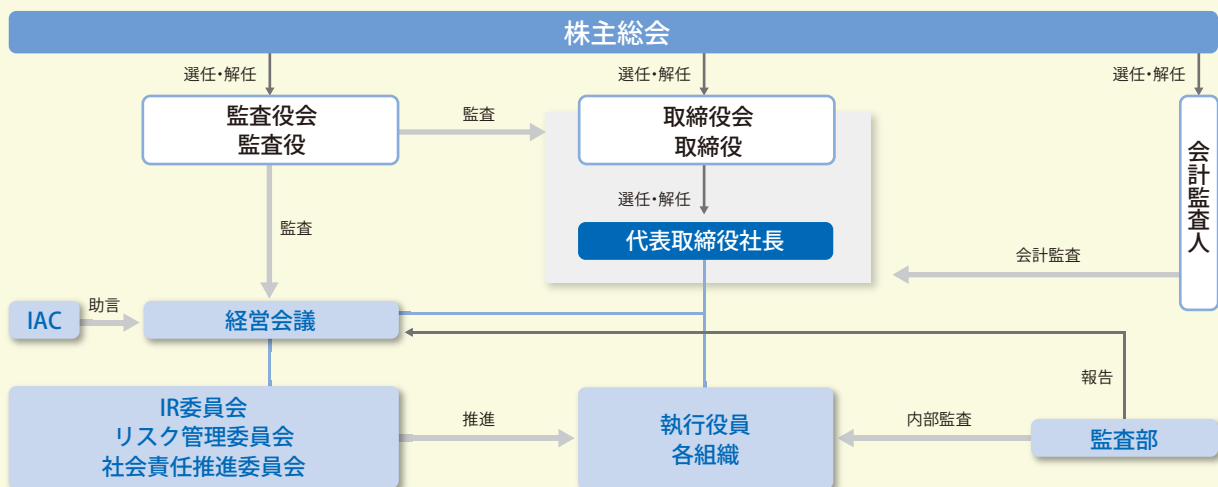 株主総会
選任・解任
選任・解任
選任・解任
監査役会
監査役
監査
取締役会
取締役
会計監査人
選任・解任
監査
代表取締役社長
会計監査
IAC
助言
経営会議
報告
IR委員会
リスク管理委員会
社会責任推進委員会
推進
執行役員
各組織
内部監査
監査部